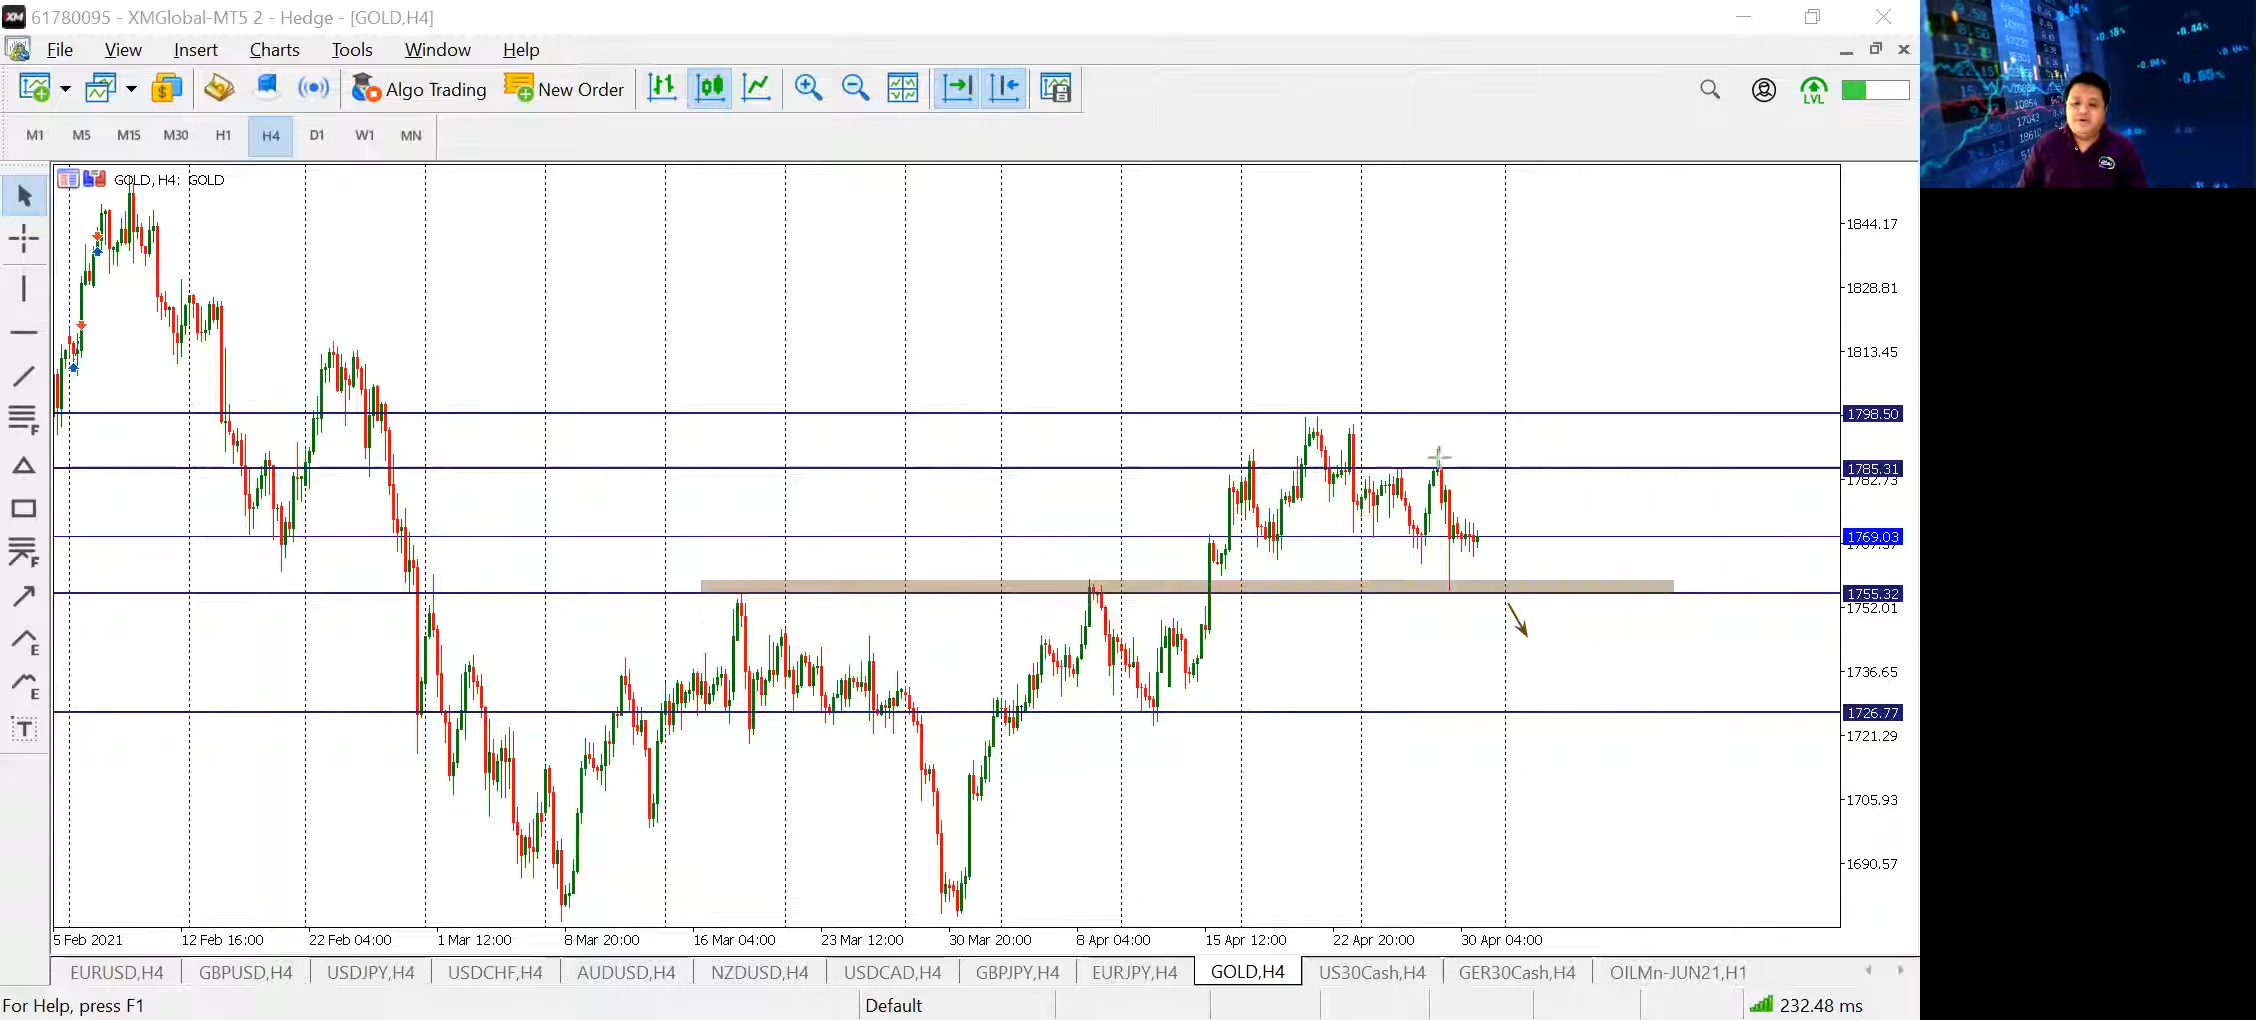 61780095 - XMGlobal-MT5 2 - Hedge - [GOLD,H4]
File View Insert Charts Tools Window Help
Algo Trading New Order
LVL
M1 M5 M15 M30 H1 H4 D1 W1 MN
GOLD, H4: GOLD
1844.17
1828.81
1813.45
1798.50
1785.31
1782.73
1769.03
1755.32
1752.01
1736.65
1726.77
1721.29
1705.93
1690.57
5 Feb 2021 12 Feb 16:00 22 Feb 04:00 1 Mar 12:00 8 Mar 20:00 16 Mar 04:00 23 Mar 12:00 30 Mar 20:00 8 Apr 04:00 15 Apr 12:00 22 Apr 20:00 30 Apr 04:00
EURUSD,H4 GBPUSD,H4 USDJPY,H4 USDCHF,H4 AUDUSD,H4 NZDUSD,H4 USDCAD,H4 GBPJPY,H4 EURJPY,H4 GOLD,H4 US30Cash,H4 GER30Cash,H4 OILMn-JUN21,H1
For Help, press F1 Default 232.48 ms